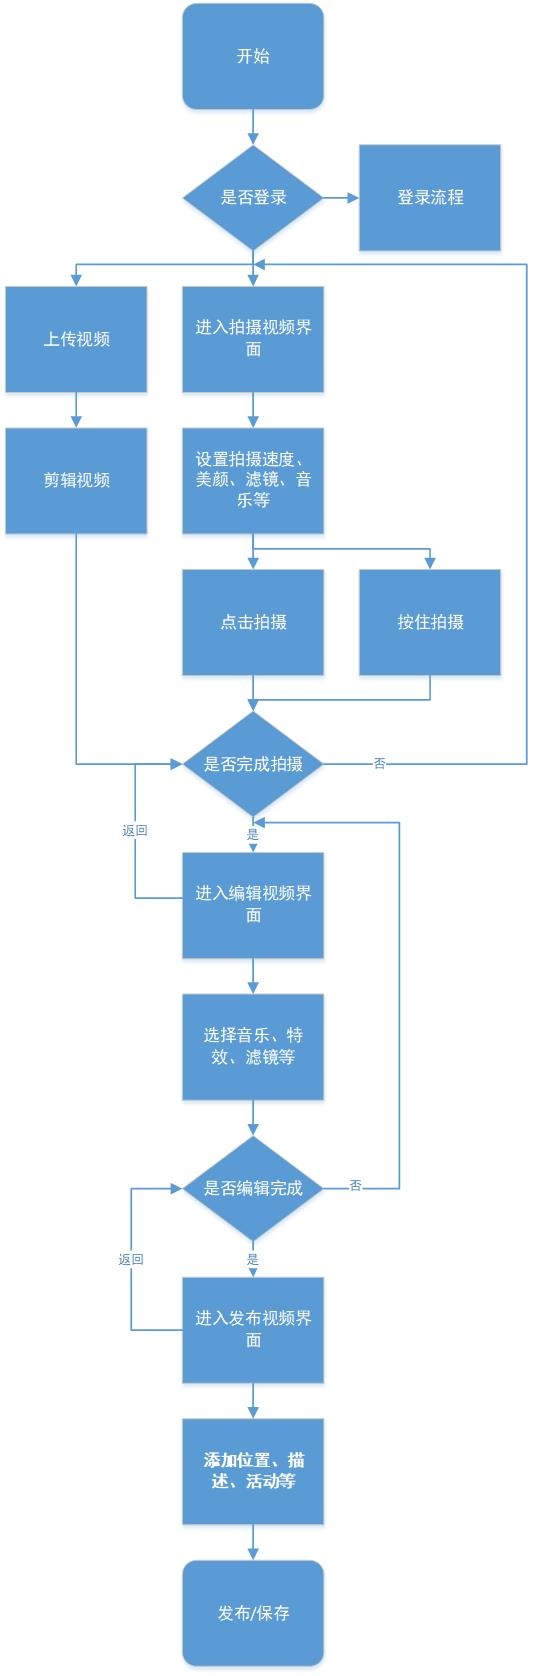 开始
是否登录
登录流程
上传视频
进入拍摄视频界
面
剪辑视频
设置拍摄速度、
美颜、滤镜、音
乐等
点击拍摄
按住拍摄
是否完成拍摄
否
返回
是
进入编辑视频界
面
选择音乐、特
效、滤镜等
是否编辑完成
否
返回
是
进入发布视频界
面
添加位置、描
述、活动等
发布/保存